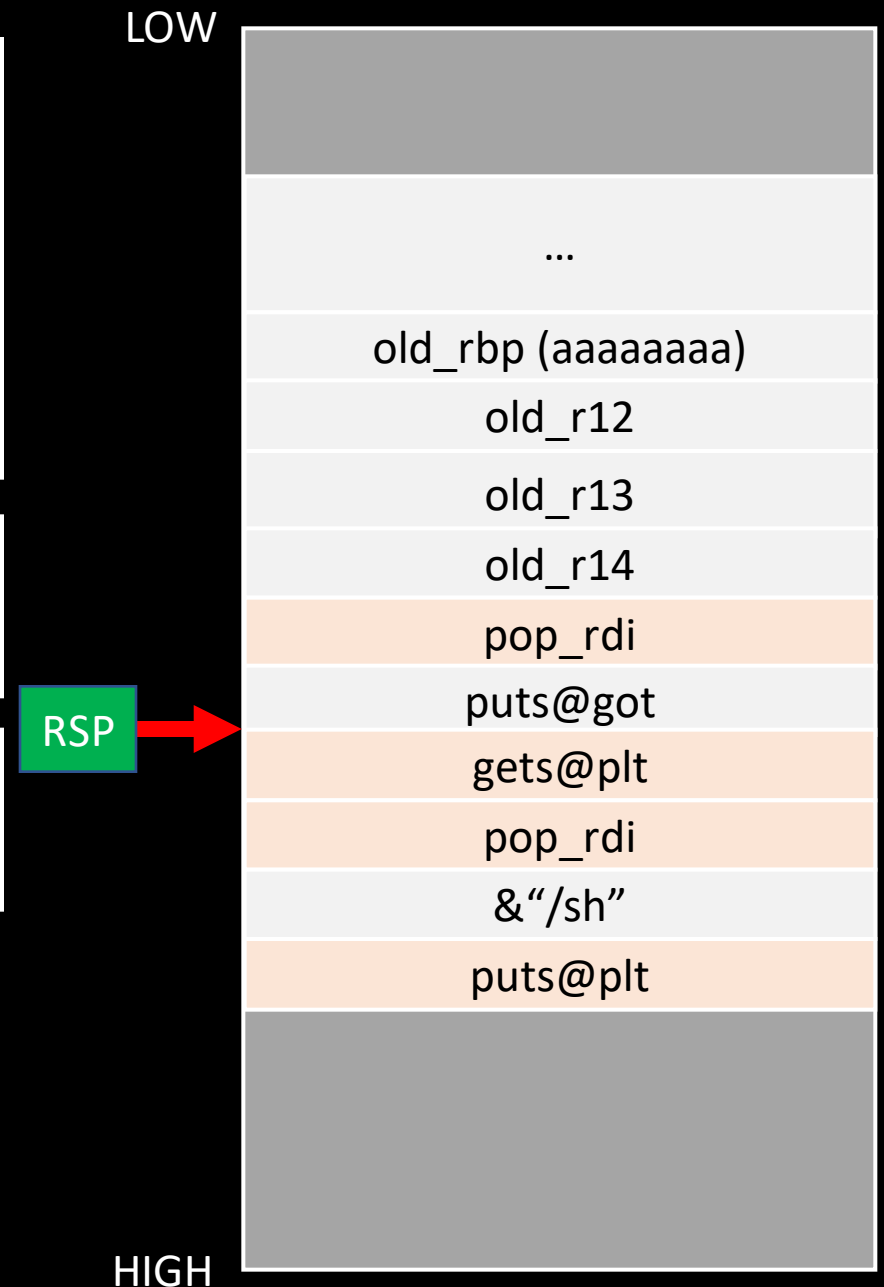 LOW
…
old_rbp (aaaaaaaa)
old_r12
old_r13
old_r14
pop_rdi
puts@got
RSP
gets@plt
pop_rdi
&“/sh”
puts@plt
HIGH